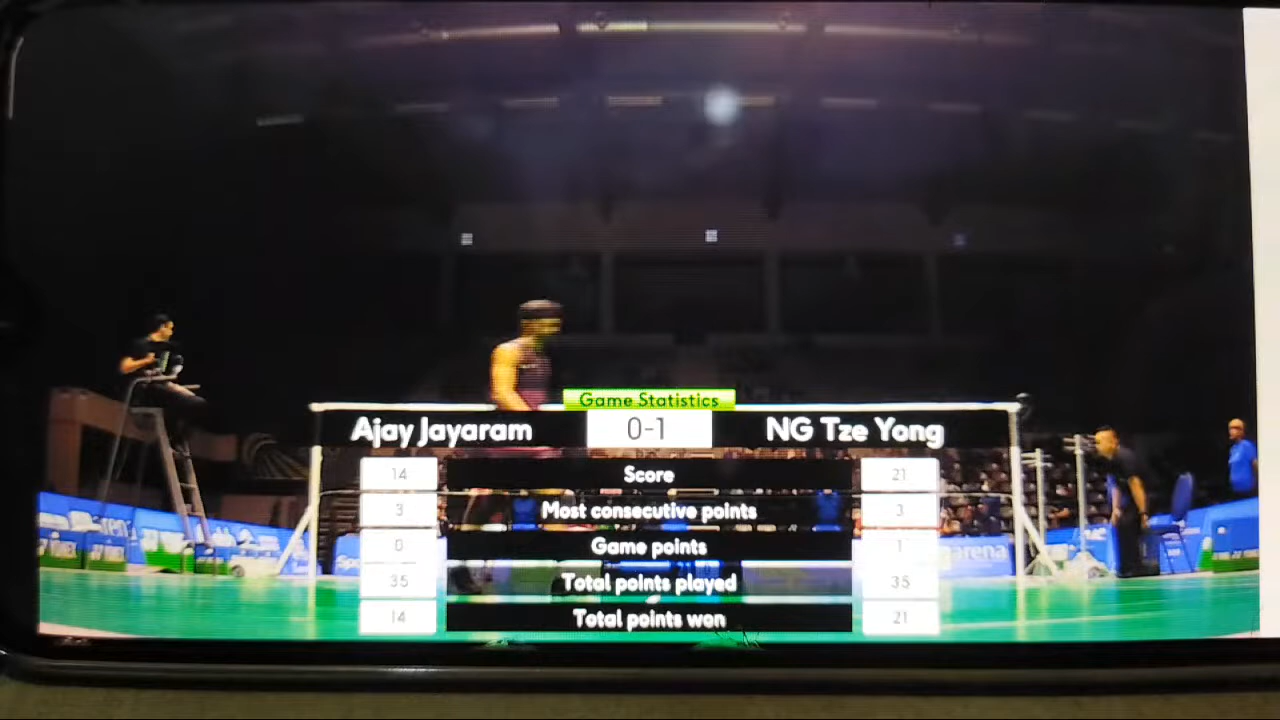 Game Statistics
Ajay Jayaram 0-1 NG Tze Yong
14 Score 21
3 Most consecutive points 3
0 Game points 1
35 Total points played 35
14 Total points won 21
arena